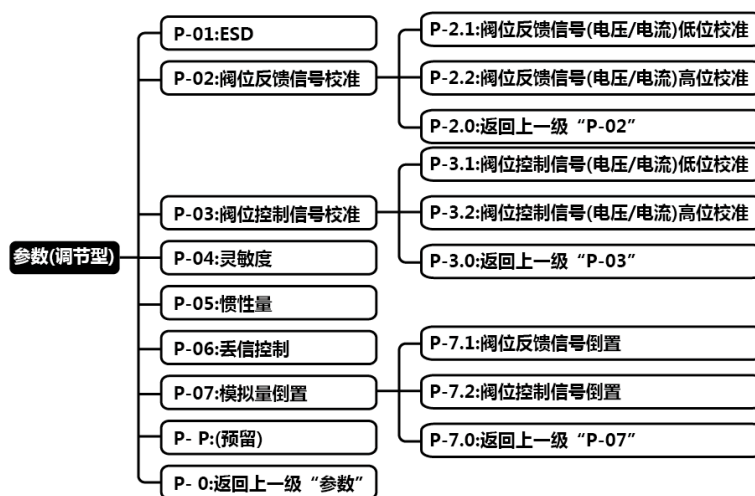 参数(调节型)
P-01:ESD
P-02:阀位反馈信号校准
P-2.1:阀位反馈信号(电压/电流)低位校准
P-2.2:阀位反馈信号(电压/电流)高位校准
P-2.0:返回上一级“P-02”
P-03:阀位控制信号校准
P-3.1:阀位控制信号(电压/电流)低位校准
P-3.2:阀位控制信号(电压/电流)高位校准
P-3.0:返回上一级“P-03”
P-04:灵敏度
P-05:惯性量
P-06:丢信控制
P-07:模拟量倒置
P-7.1:阀位反馈信号倒置
P-7.2:阀位控制信号倒置
P-7.0:返回上一级“P-07”
P- P:(预留)
P- 0:返回上一级“参数”